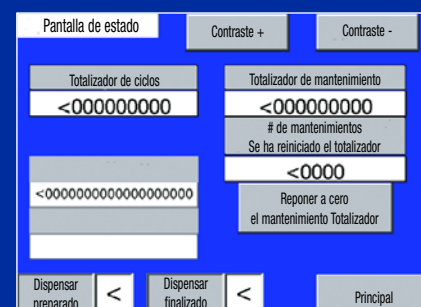 Pantalla de estado
Contraste +
Contraste -
Totalizador de ciclos
Totalizador de mantenimiento
<000000000
<000000000
# de mantenimientos
Se ha reiniciado el totalizador
<0000
<0000000000000000000
Reponer a cero
el mantenimiento Totalizador
Dispensar
preparado
<
Dispensar
finalizado
<
Principal